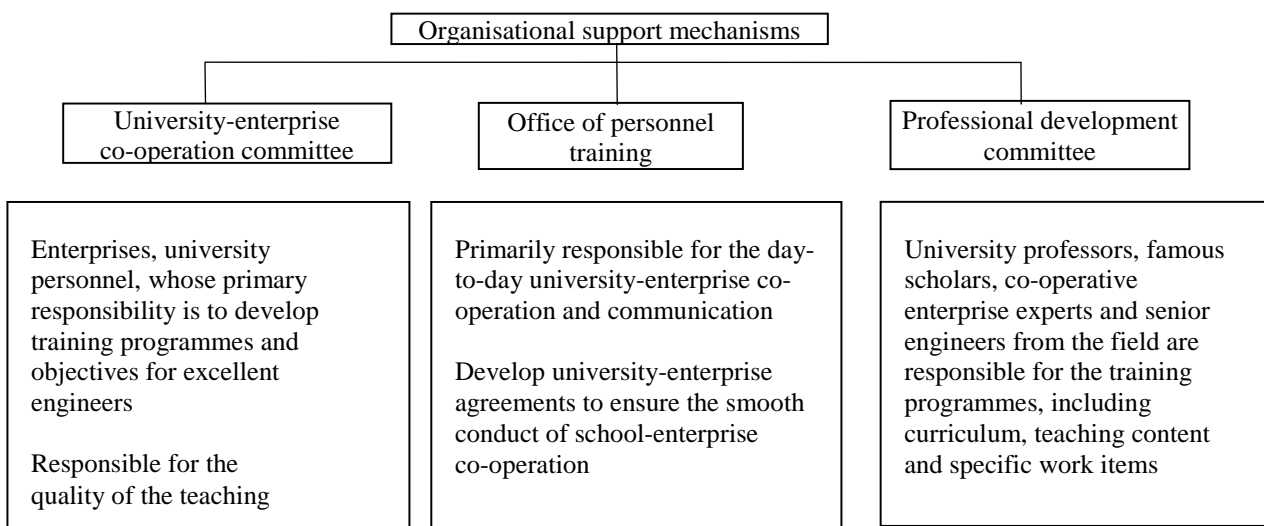 Organisational support mechanisms
University-enterprise
co-operation committee
Office of personnel
training
Professional development
committee
Enterprises, university
personnel, whose primary
responsibility is to develop
training programmes and
objectives for excellent
engineers
Responsible for the
quality of the teaching
Primarily responsible for the day-
to-day university-enterprise co-
operation and communication
Develop university-enterprise
agreements to ensure the smooth
conduct of school-enterprise
co-operation
University professors, famous
scholars, co-operative
enterprise experts and senior
engineers from the field are
responsible for the training
programmes, including
curriculum, teaching content
and specific work items